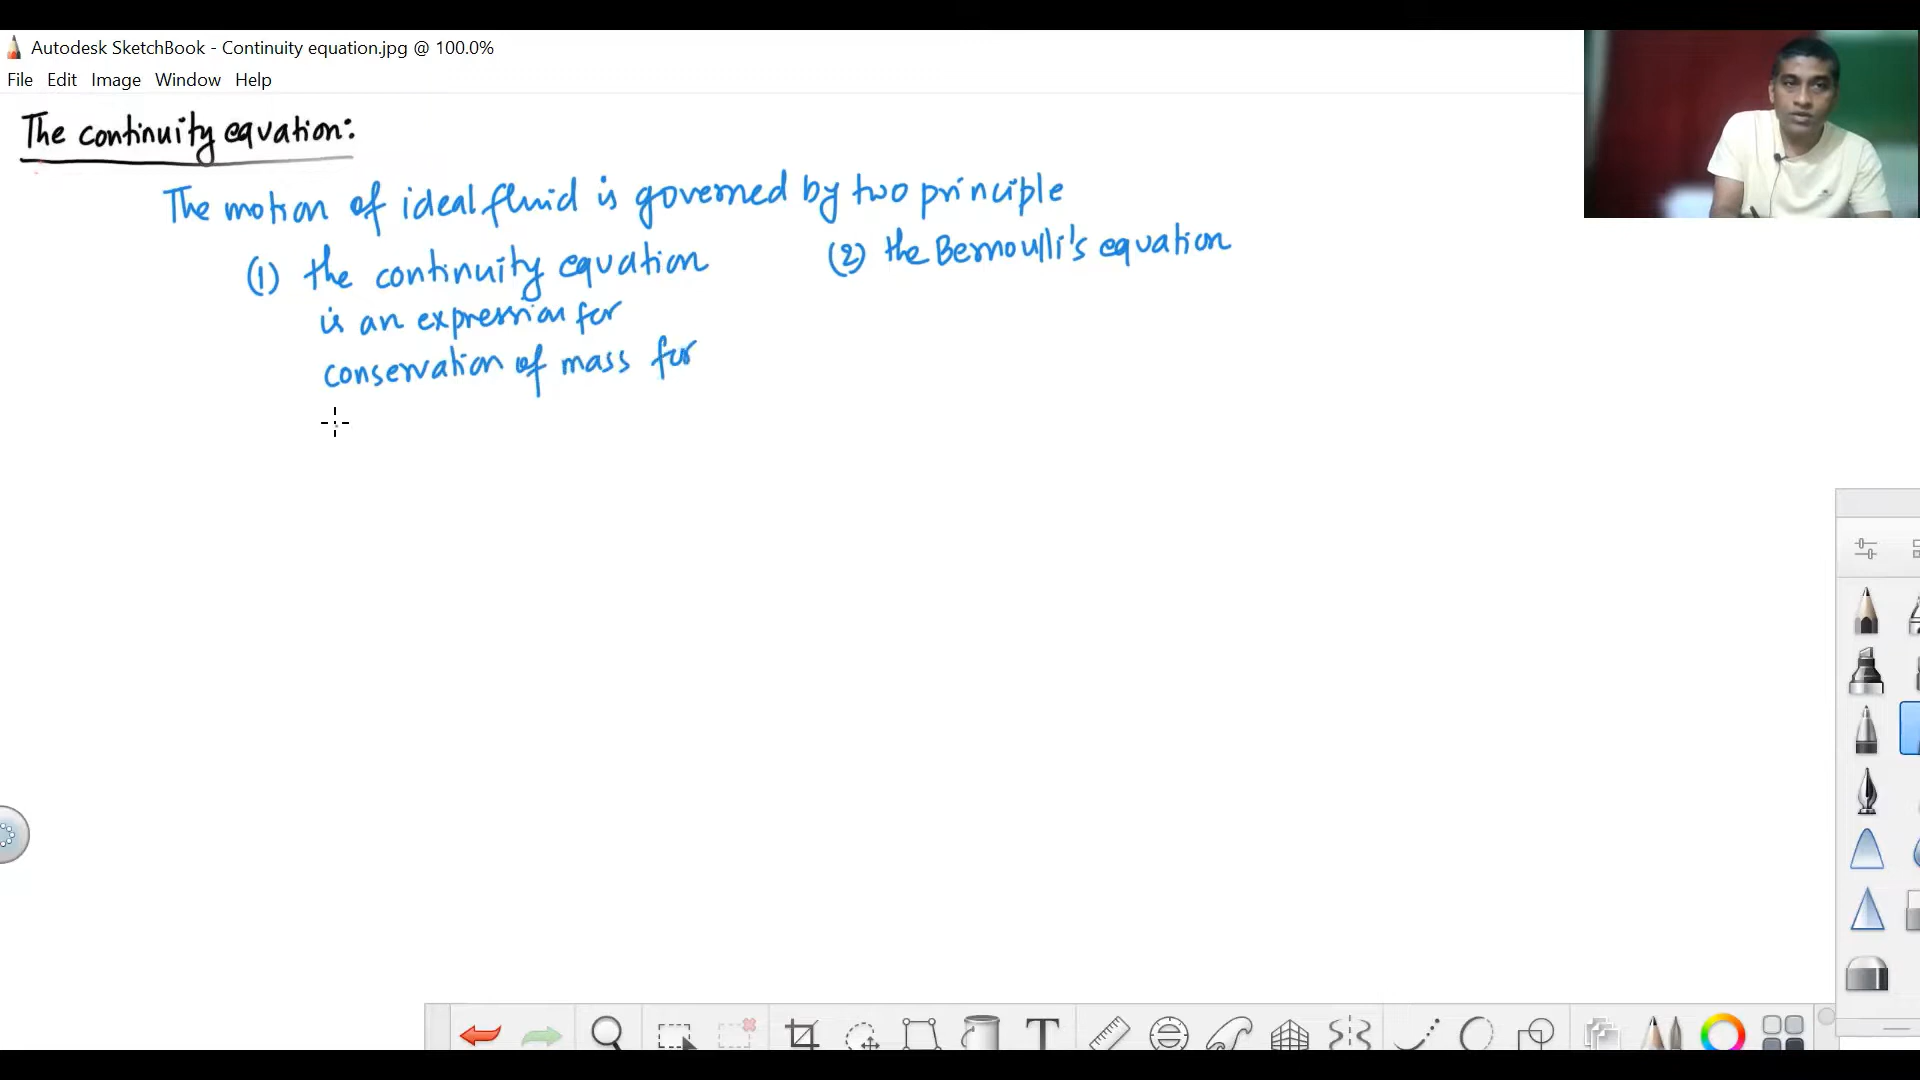 Autodesk SketchBook - Continuity equation.jpg @ 100.0%
File Edit Image Window Help
The continuity equation:
The motion of ideal fluid is governed by two principle
(1) the continuity equation
(2) the Bernoulli's equation
is an expression for
conservation of mass for